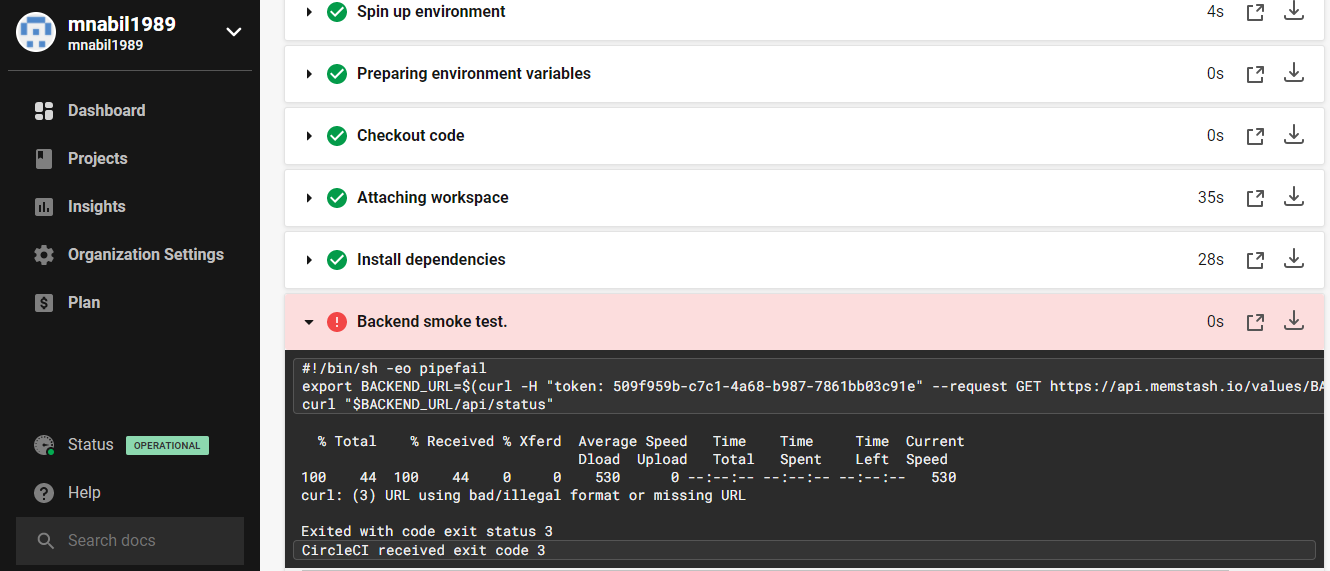 mnabil1989
mnabil1989
Dashboard
Projects
Insights
Organization Settings
Plan
Status OPERATIONAL
Help
Search docs
Spin up environment 4s
Preparing environment variables 0s
Checkout code 0s
Attaching workspace 35s
Install dependencies 28s
Backend smoke test. 0s
#!/bin/sh -eo pipefail
export BACKEND_URL=$(curl -H "token: 509f959b-c7c1-4a68-b987-7861bb03c91e" --request GET https://api.memstash.io/values/BA
curl "$BACKEND_URL/api/status"
% Total % Received % Xferd Average Speed Time Time Time Current
Dload Upload Total Spent Left Speed
100 44 100 44 0 0 530 0 --:--:-- --:--:-- --:--:-- 530
curl: (3) URL using bad/illegal format or missing URL
Exited with code exit status 3
CircleCI received exit code 3